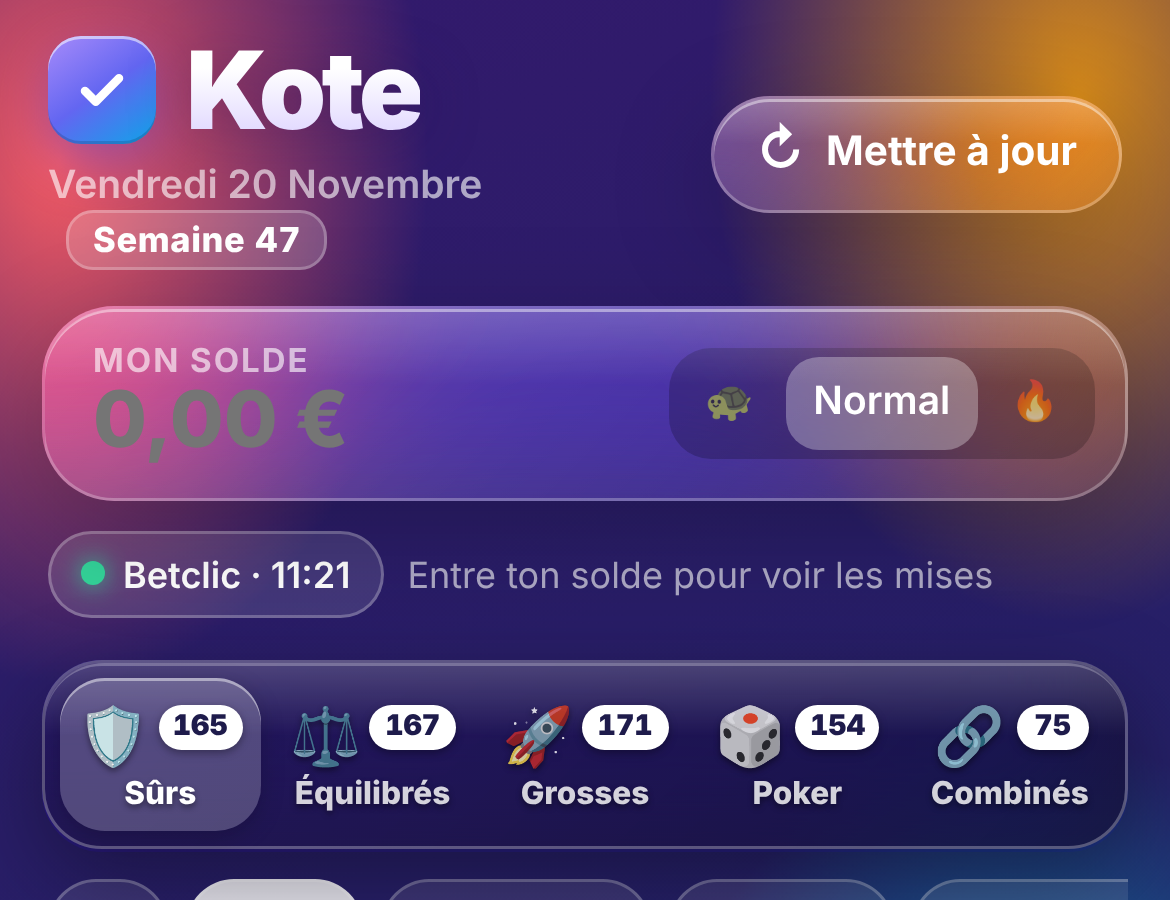 Kote
Mettre à jour
Vendredi 20 Novembre
Semaine 47
MON SOLDE
0,00 €
Normal
Betclic · 11:21
Entre ton solde pour voir les mises
165
167
171
154
75
Sûrs
Équilibrés
Grosses
Poker
Combinés